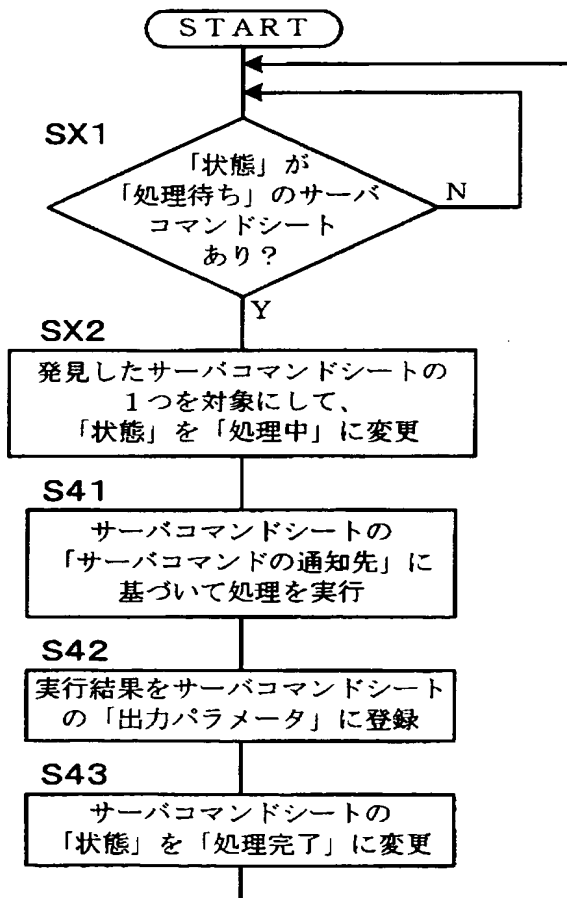 START
SX1
「状態」が
「処理待ち」のサーバ
コマンドシート
あり？
N
Y
SX2
発見したサーバコマンドシートの
１つを対象にして、
「状態」を「処理中」に変更
S41
サーバコマンドシートの
「サーバコマンドの通知先」に
基づいて処理を実行
S42
実行結果をサーバコマンドシート
の「出力パラメータ」に登録
S43
サーバコマンドシートの
「状態」を「処理完了」に変更